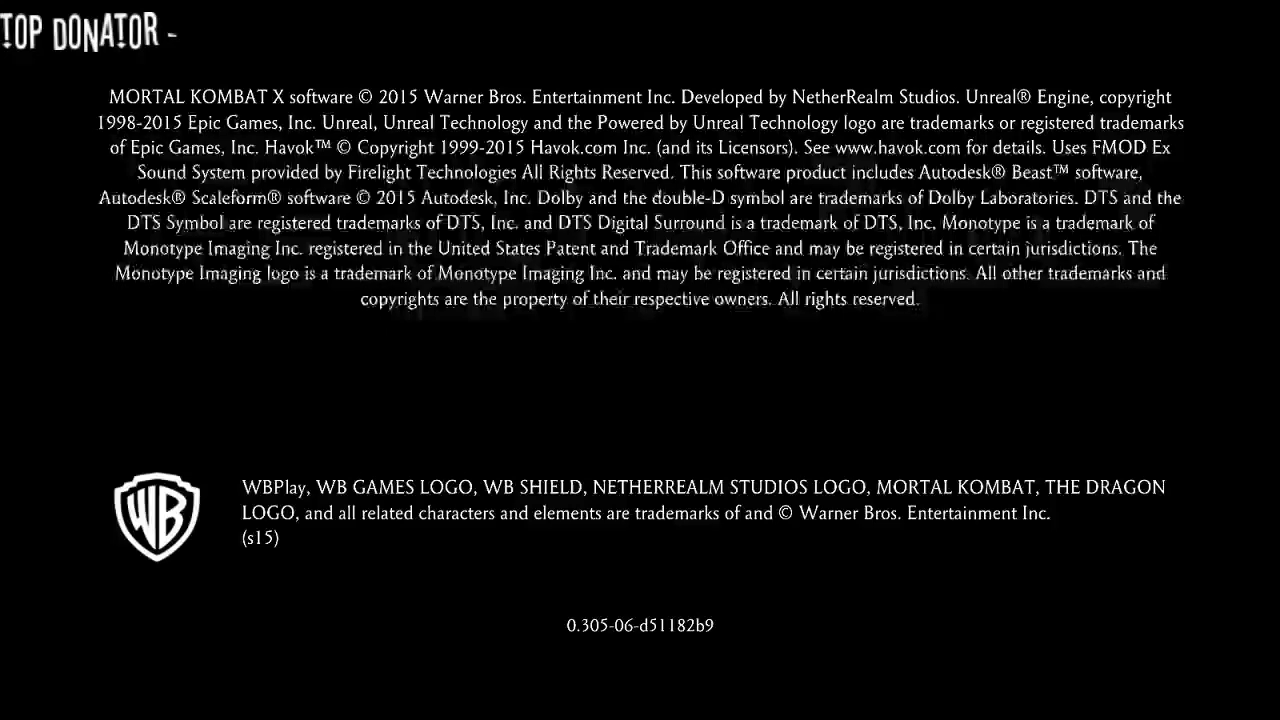 TOP DONATOR -
MORTAL KOMBAT X software © 2015 Warner Bros. Entertainment Inc. Developed by NetherRealm Studios. Unreal® Engine, copyright
1998-2015 Epic Games, Inc. Unreal, Unreal Technology and the Powered by Unreal Technology logo are trademarks or registered trademarks
of Epic Games, Inc. Havok™ © Copyright 1999-2015 Havok.com Inc. (and its Licensors). See www.havok.com for details. Uses FMOD Ex
Sound System provided by Firelight Technologies All Rights Reserved. This software product includes Autodesk® Beast™ software,
Autodesk® Scaleform® software © 2015 Autodesk, Inc. Dolby and the double-D symbol are trademarks of Dolby Laboratories. DTS and the
DTS Symbol are registered trademarks of DTS, Inc. and DTS Digital Surround is a trademark of DTS, Inc. Monotype is a trademark of
Monotype Imaging Inc. registered in the United States Patent and Trademark Office and may be registered in certain jurisdictions. The
Monotype Imaging logo is a trademark of Monotype Imaging Inc. and may be registered in certain jurisdictions. All other trademarks and
copyrights are the property of their respective owners. All rights reserved.
WB
WBPlay, WB GAMES LOGO, WB SHIELD, NETHERREALM STUDIOS LOGO, MORTAL KOMBAT, THE DRAGON
LOGO, and all related characters and elements are trademarks of and © Warner Bros. Entertainment Inc.
(s15)
0.305-06-d51182b9